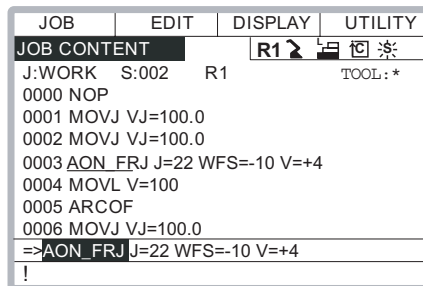 JOB EDIT DISPLAY UTILITY
JOB CONTENT R1 C S
J:WORK S:002 R1 TOOL:*
0000 NOP
0001 MOVJ VJ=100.0
0002 MOVJ VJ=100.0
0003 AON_FRJ J=22 WFS=-10 V=+4
0004 MOVL V=100
0005 ARCOF
0006 MOVJ VJ=100.0
=>AON_FRJ J=22 WFS=-10 V=+4
!